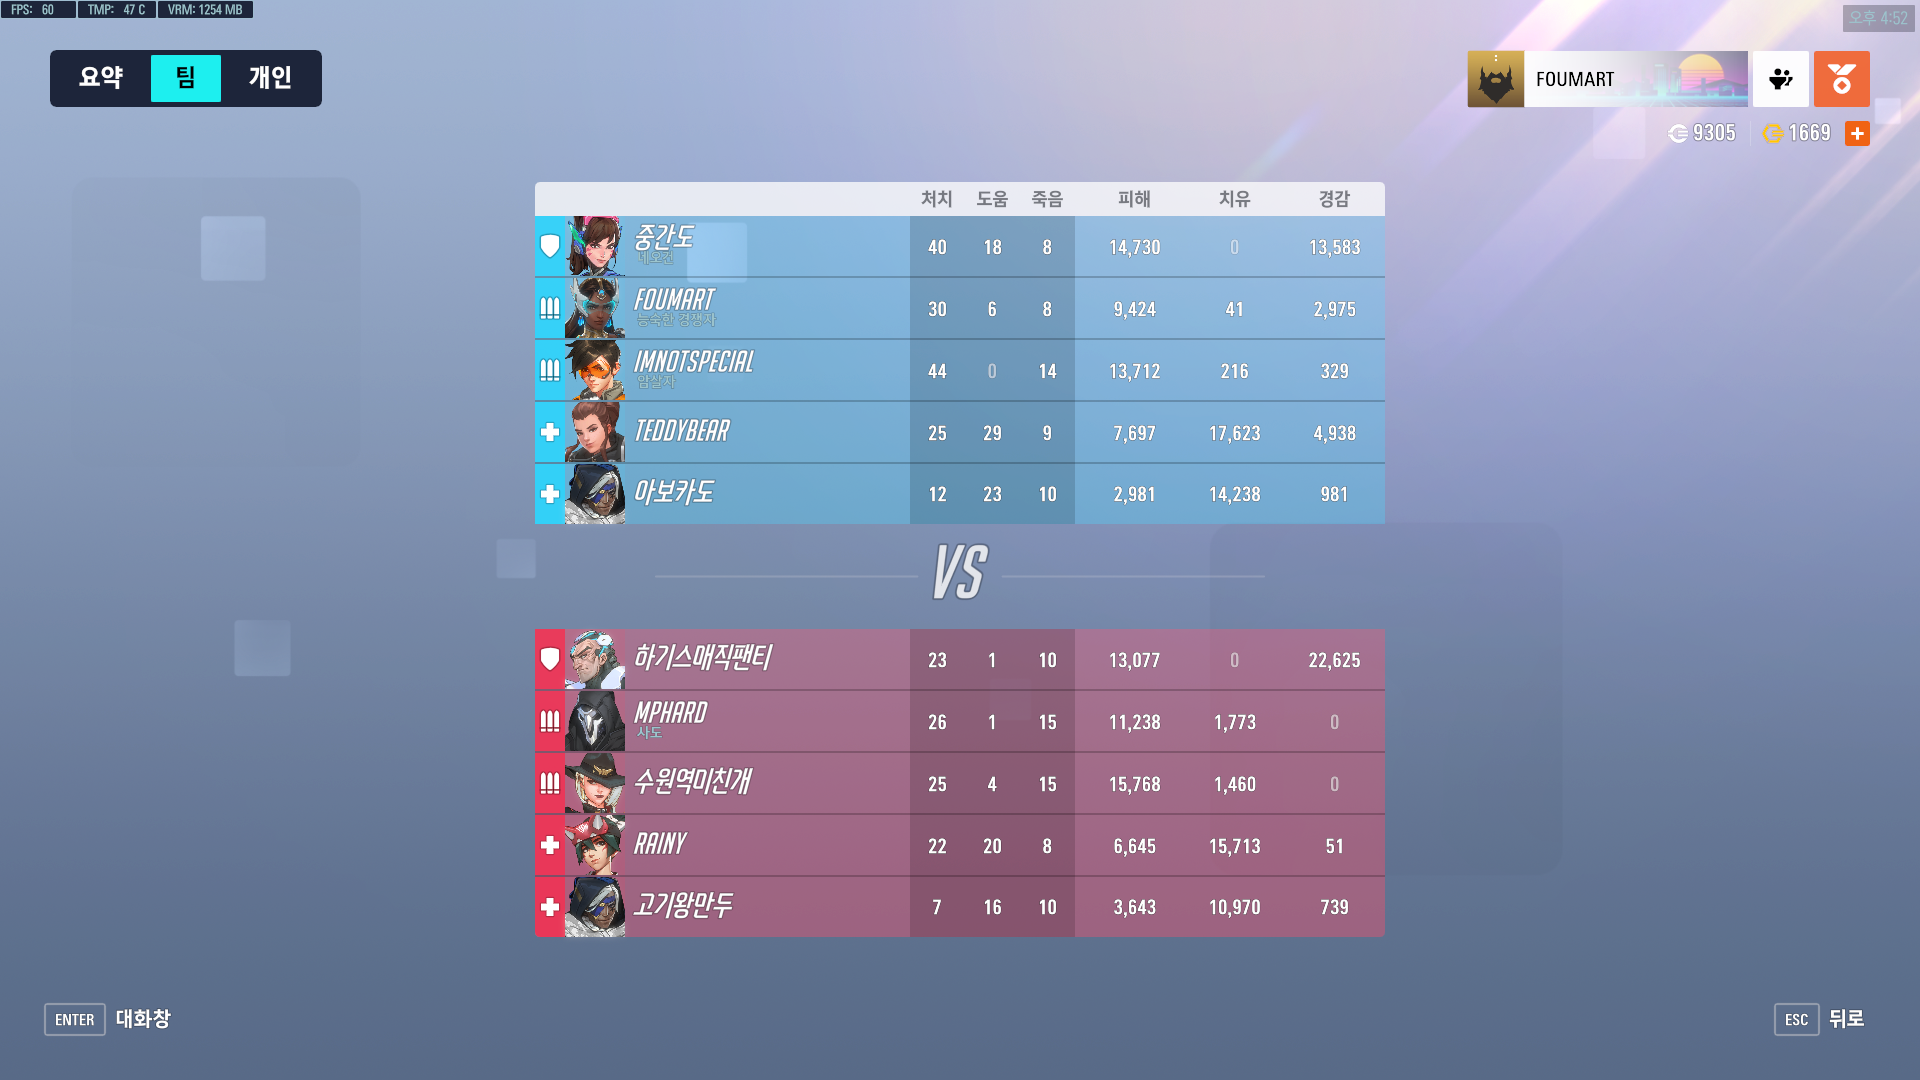 FPS: 60 TMP: 47 C VRM: 1254 MB
오후 4:52
요약 팀 개인
FOUMART
9305 1669 +
처치 도움 죽음 피해 치유 경감
중간도 40 18 8 14,730 0 13,583
네오전
FOUMART 30 6 8 9,424 41 2,975
능숙한 경쟁자
IMNOTSPECIAL 44 0 14 13,712 216 329
암살자
TEDDYBEAR 25 29 9 7,697 17,623 4,938
아보카도 12 23 10 2,981 14,238 981
VS
하기스매직팬티 23 1 10 13,077 0 22,625
MPHARD 26 1 15 11,238 1,773 0
사도
수원역미친개 25 4 15 15,768 1,460 0
RAINY 22 20 8 6,645 15,713 51
고기왕만두 7 16 10 3,643 10,970 739
ENTER 대화창
ESC 뒤로